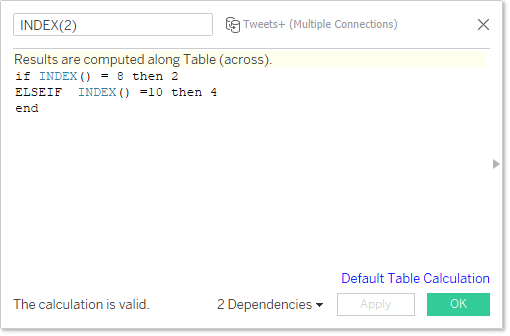 INDEX(2)
Tweets+ (Multiple Connections)
Results are computed along Table (across).
if INDEX() = 8 then 2
ELSEIF  INDEX() =10 then 4
end
Default Table Calculation
The calculation is valid.
2 Dependencies
Apply
OK